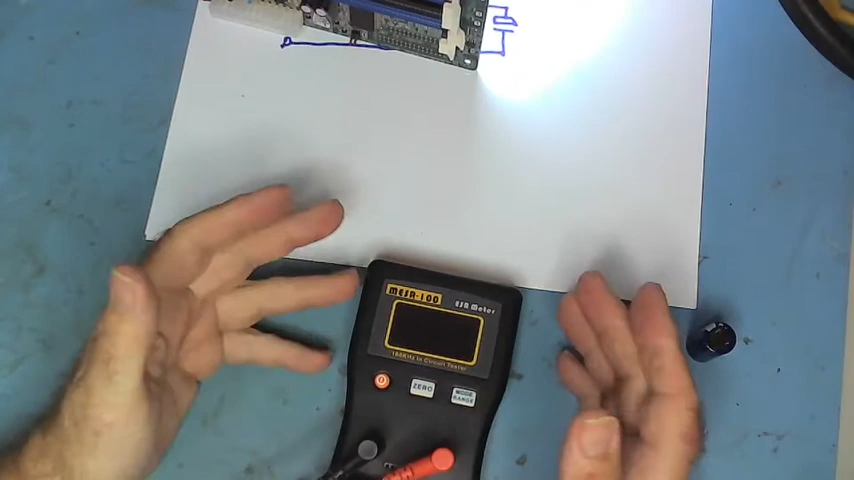 MESR-100 ESR Meter
100KHz In Circuit Tester
ZERO
MODE
RANGE